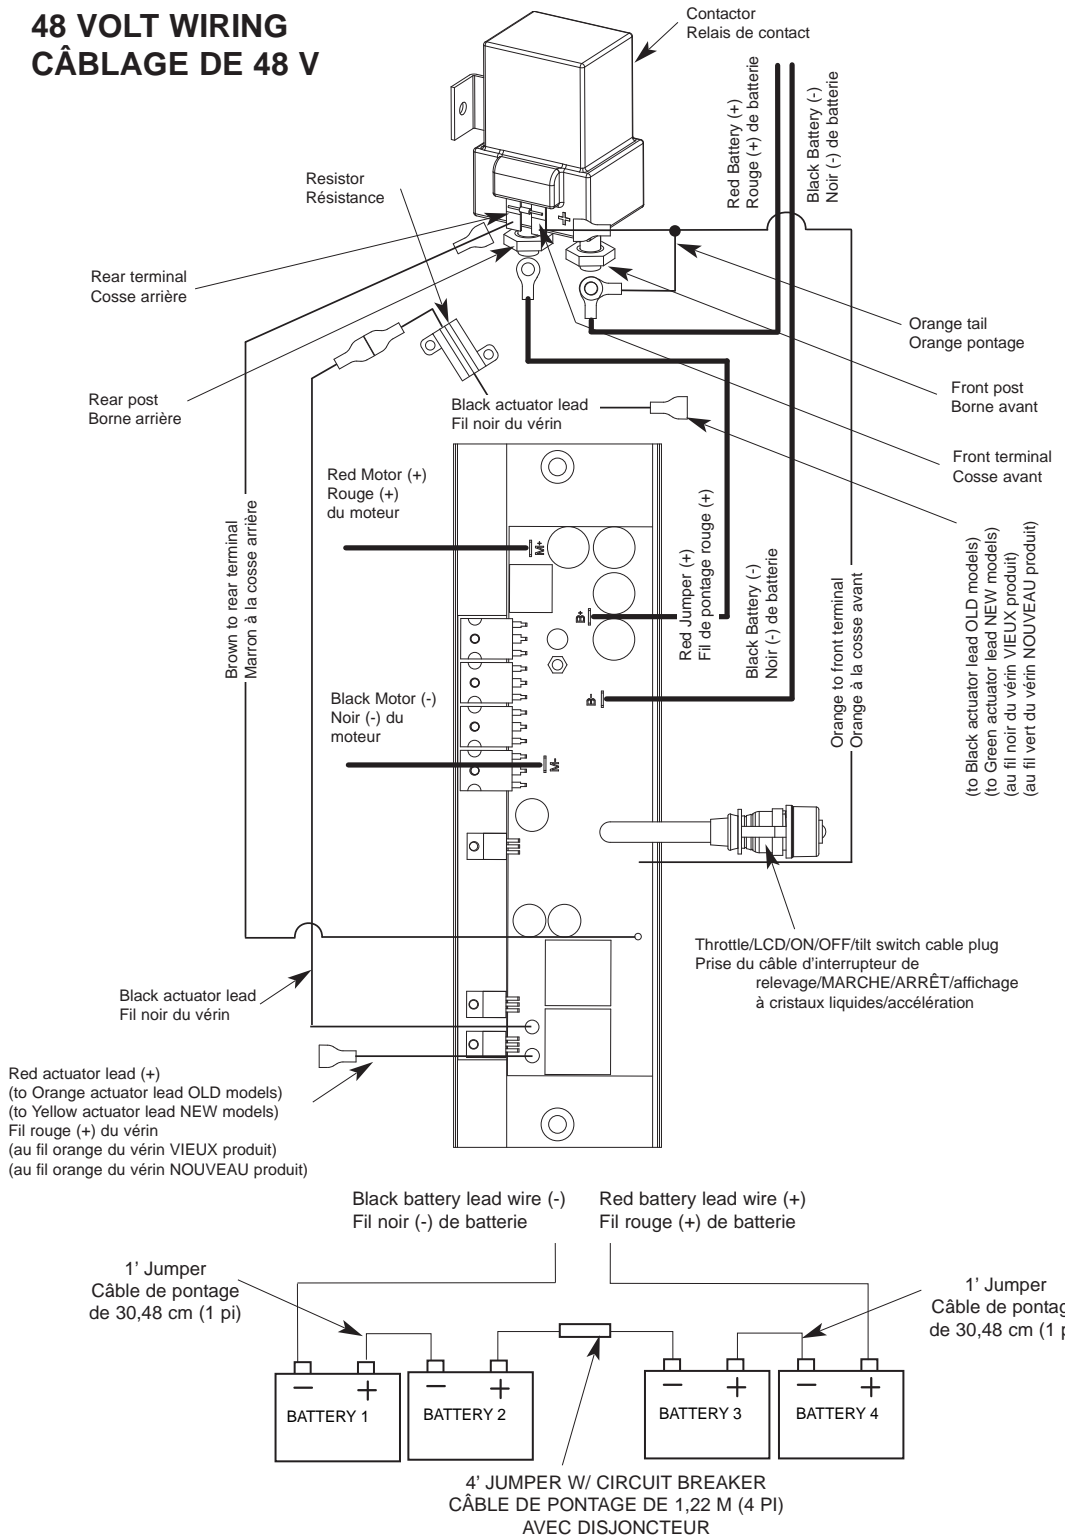 48 VOLT WIRING
CÂBLAGE DE 48 V
Contactor
Relais de contact
Red Battery (+)
Rouge (+) de batterie
Black Battery (-)
Noir (-) de batterie
Resistor
Résistance
+
Rear terminal
Cosse arrière
Orange tail
Orange pontage
Rear post
Borne arrière
Front post
Borne avant
Black actuator lead
Fil noir du vérin
Front terminal
Cosse avant
Red Motor (+)
Rouge (+)
du moteur
Brown to rear terminal
Marron à la cosse arrière
M+
B+
Red Jumper (+)
Fil de pontage rouge (+)
Black Battery (-)
Noir (-) de batterie
Orange to front terminal
Orange à la cosse avant
(to Black actuator lead OLD models)
(to Green actuator lead NEW models)
(au fil noir du vérin VIEUX produit)
(au fil vert du vérin NOUVEAU produit)
Black Motor (-)
Noir (-) du
moteur
B-
M-
Throttle/LCD/ON/OFF/tilt switch cable plug
Prise du câble d'interrupteur de
relevage/MARCHE/ARRÊT/affichage
à cristaux liquides/accélération
Black actuator lead
Fil noir du vérin
Red actuator lead (+)
(to Orange actuator lead OLD models)
(to Yellow actuator lead NEW models)
Fil rouge (+) du vérin
(au fil orange du vérin VIEUX produit)
(au fil orange du vérin NOUVEAU produit)
Black battery lead wire (-)
Fil noir (-) de batterie
Red battery lead wire (+)
Fil rouge (+) de batterie
1' Jumper
Câble de pontage
de 30,48 cm (1 pi)
1' Jumper
Câble de pontag
de 30,48 cm (1 p
− +
BATTERY 1
− +
BATTERY 2
− +
BATTERY 3
− +
BATTERY 4
4' JUMPER W/ CIRCUIT BREAKER
CÂBLE DE PONTAGE DE 1,22 M (4 PI)
AVEC DISJONCTEUR